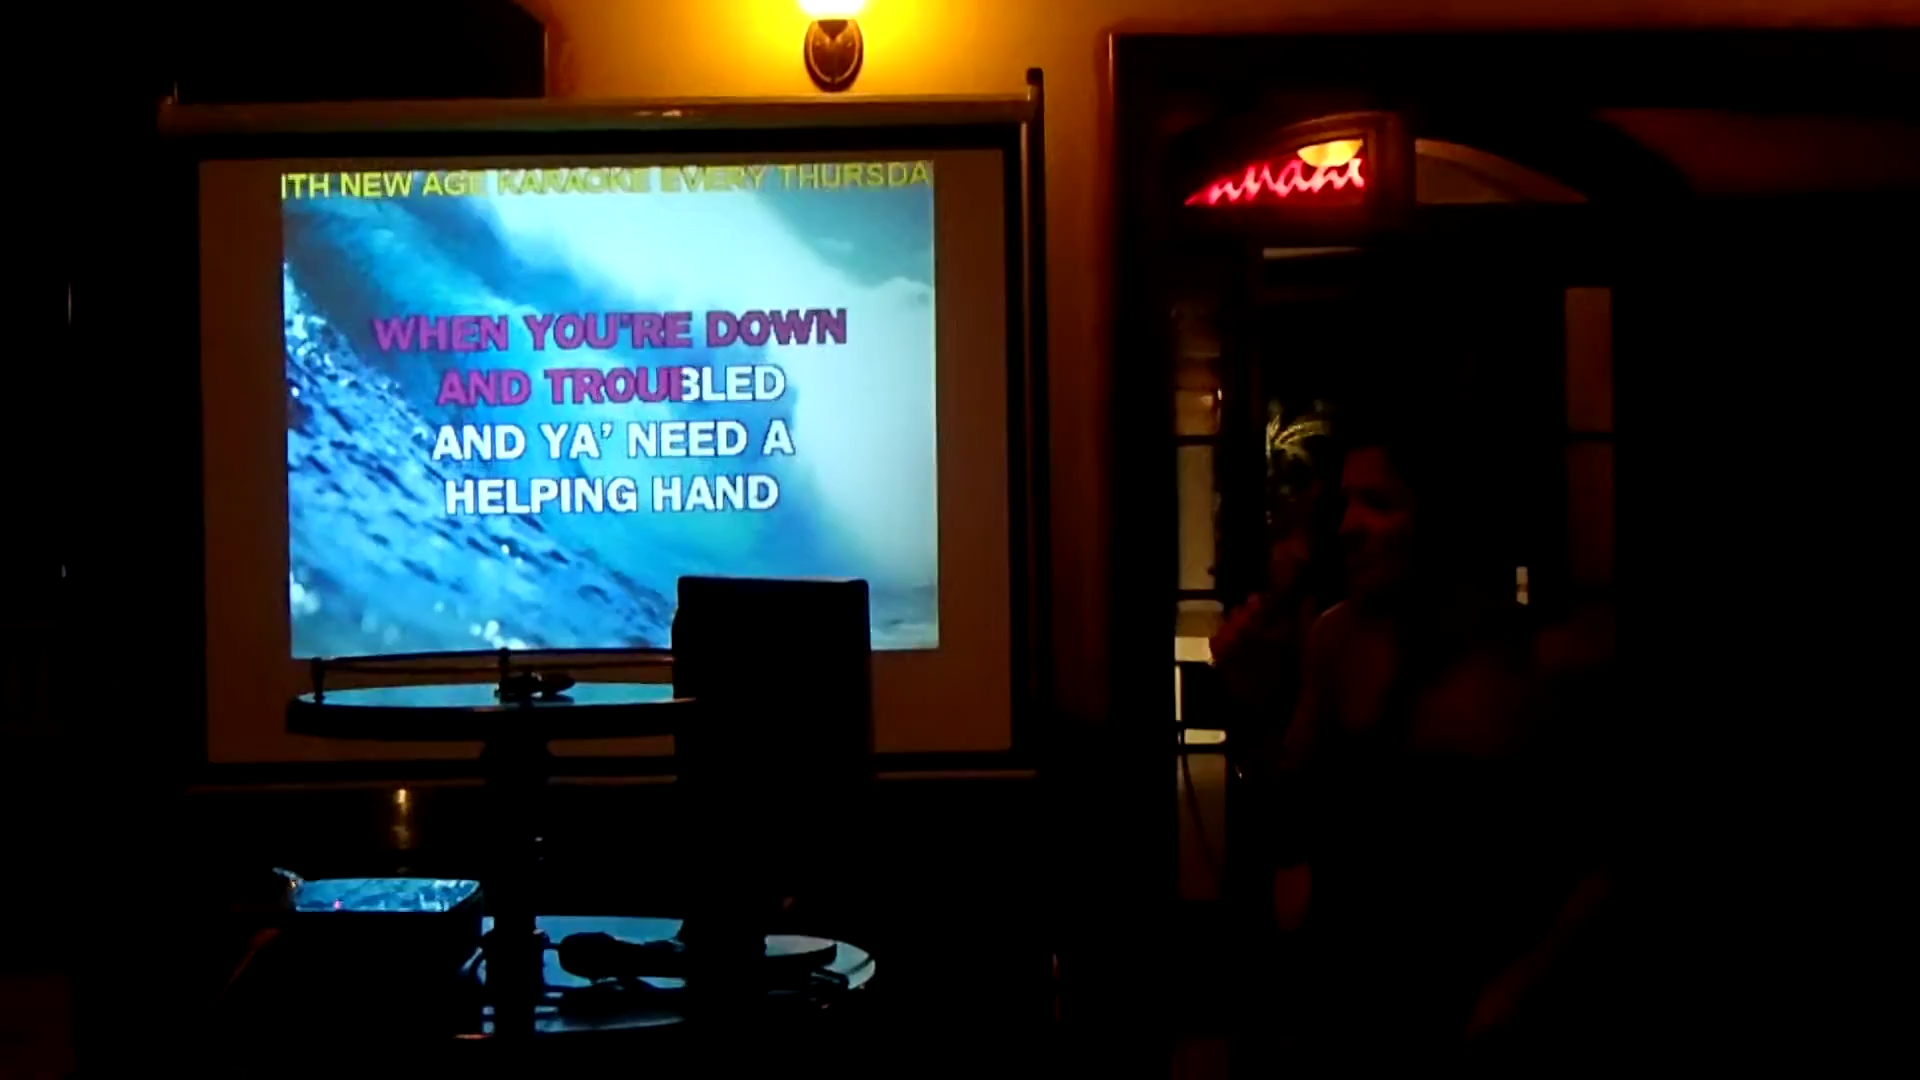 ITH NEW AGE KARAOKE EVERY THURSDA
WHEN YOU'RE DOWN
AND TROUBLED
AND YA' NEED A
HELPING HAND